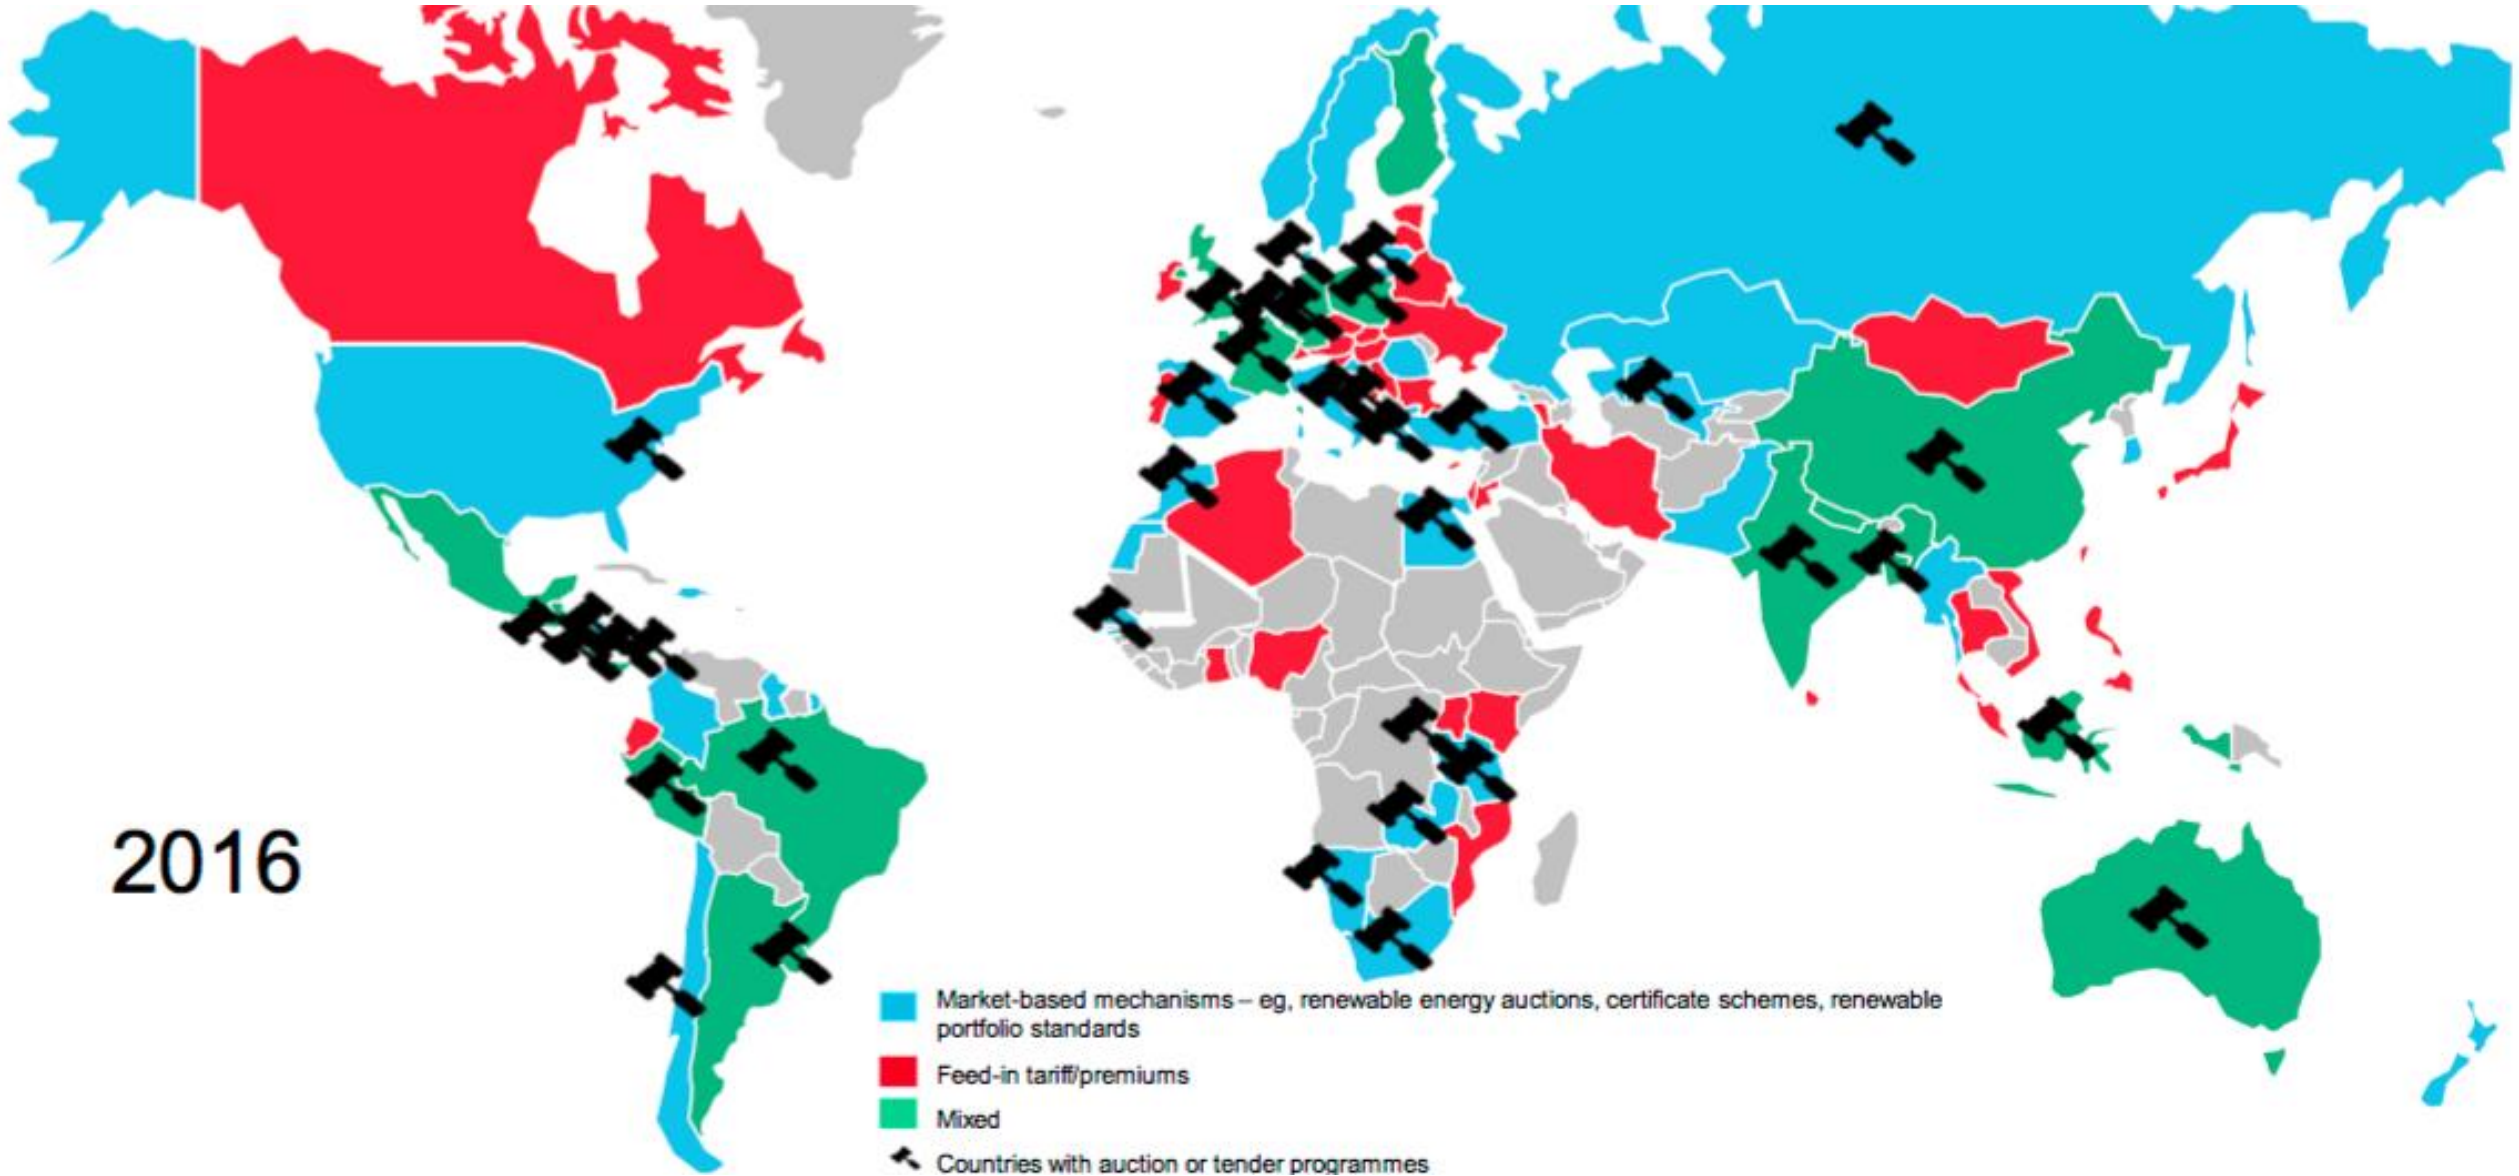 2016
Market-based mechanisms – eg, renewable energy auctions, certificate schemes, renewable
portfolio standards
Feed-in tariff/premiums
Mixed
Countries with auction or tender programmes